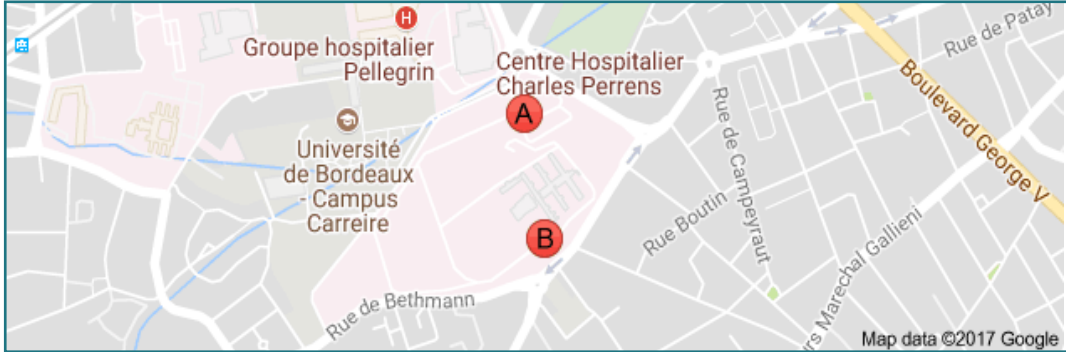 H
Groupe hospitalier
Pellegrin
Centre Hospitalier
Charles Perrens
A
Université
de Bordeaux
- Campus
Carreire
B
Rue de Bethmann
Rue Boutin
Rue de Campeyraut
Rue de Patay
Boulevard George V
urs Marechal Gallieni
Map data ©2017 Google